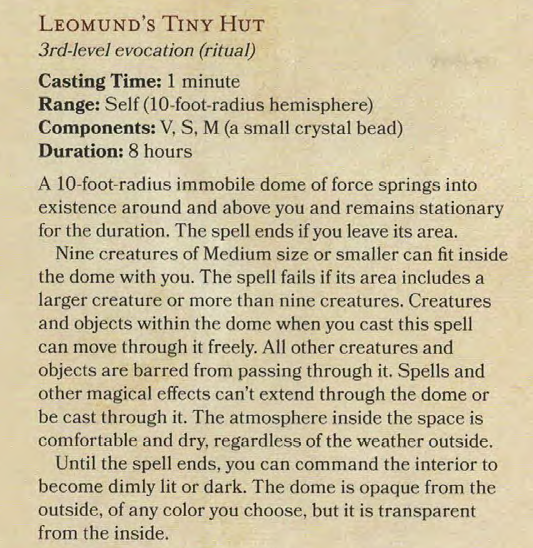 LEOMUND'S TINY HUT
3rd-level evocation (ritual)
Casting Time: 1 minute
Range: Self (10-foot-radius hemisphere)
Components: V, S, M (a small crystal bead)
Duration: 8 hours
A 10-foot-radius immobile dome of force springs into
existence around and above you and remains stationary
for the duration. The spell ends if you leave its area.
Nine creatures of Medium size or smaller can fit inside
the dome with you. The spell fails if its area includes a
larger creature or more than nine creatures. Creatures
and objects within the dome when you cast this spell
can move through it freely. All other creatures and
objects are barred from passing through it. Spells and
other magical effects can't extend through the dome or
be cast through it. The atmosphere inside the space is
comfortable and dry, regardless of the weather outside.
Until the spell ends, you can command the interior to
become dimly lit or dark. The dome is opaque from the
outside, of any color you choose, but it is transparent
from the inside.